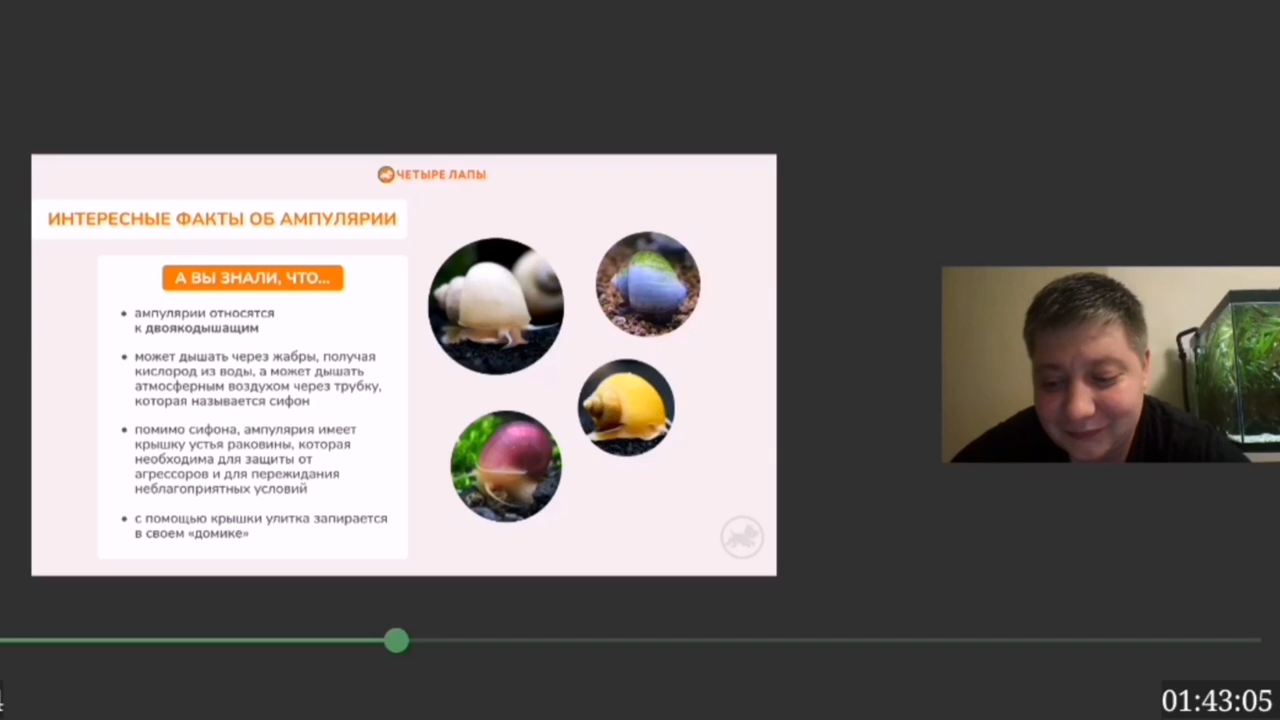 ЧЕТЫРЕ ЛАПЫ
ИНТЕРЕСНЫЕ ФАКТЫ ОБ АМПУЛЯРИИ
А ВЫ ЗНАЛИ, ЧТО...
• ампулярии относятся
к двоякодышащим
• может дышать через жабры, получая
кислород из воды, а может дышать
атмосферным воздухом через трубку,
которая называется сифон
• помимо сифона, ампулярия имеет
крышку устья раковины, которая
необходима для защиты от
агрессоров и для пережидания
неблагоприятных условий
• с помощью крышки улитка запирается
в своем «домике»
01:43:05